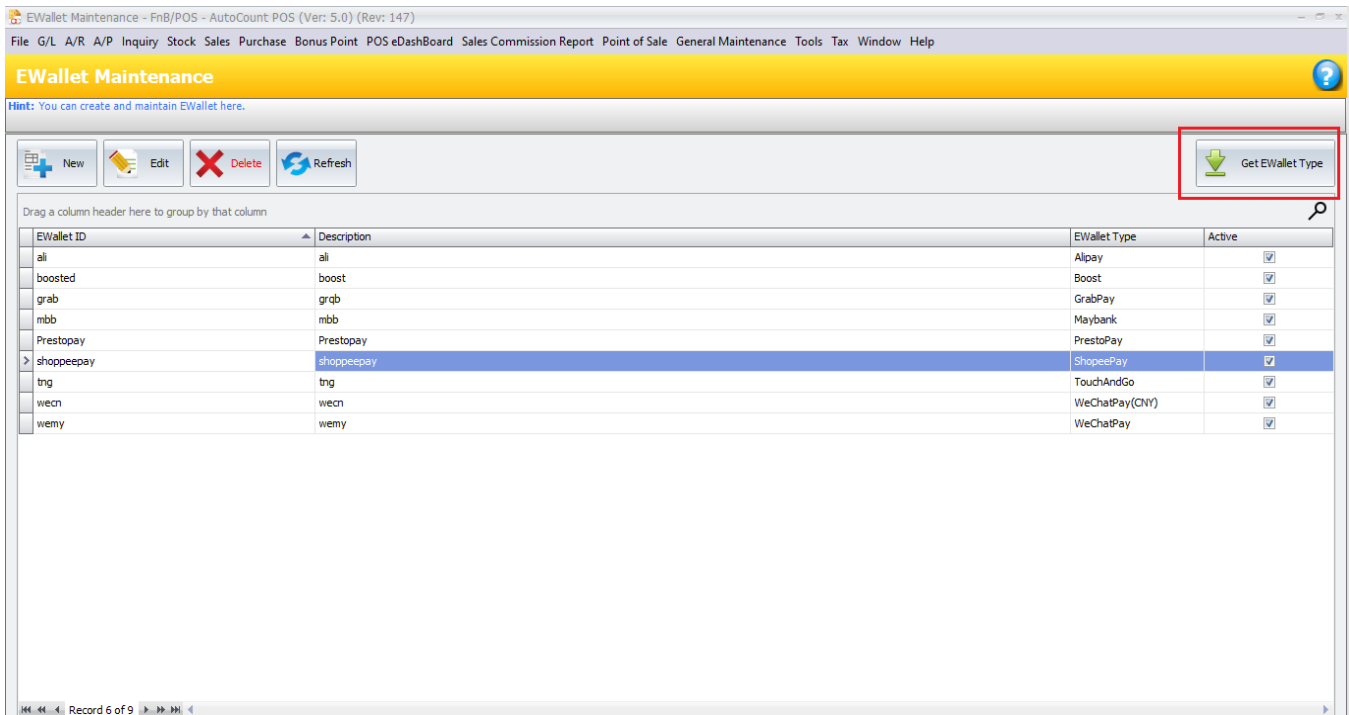 EWallet Maintenance - FnB/POS - AutoCount POS (Ver: 5.0) (Rev: 147)
File G/L A/R A/P Inquiry Stock Sales Purchase Bonus Point POS eDashBoard Sales Commission Report Point of Sale General Maintenance Tools Tax Window Help
EWallet Maintenance
Hint: You can create and maintain EWallet here.
New Edit Delete Refresh Get EWallet Type
Drag a column header here to group by that column
EWallet ID Description EWallet Type Active
ali ali Alipay
boosted boost Boost
grab grqb GrabPay
mbb mbb Maybank
Prestopay Prestopay PrestoPay
shoppeepay shoppeepay ShopeePay
tng tng TouchAndGo
wecn wecn WeChatPay(CNY)
wemy wemy WeChatPay
Record 6 of 9